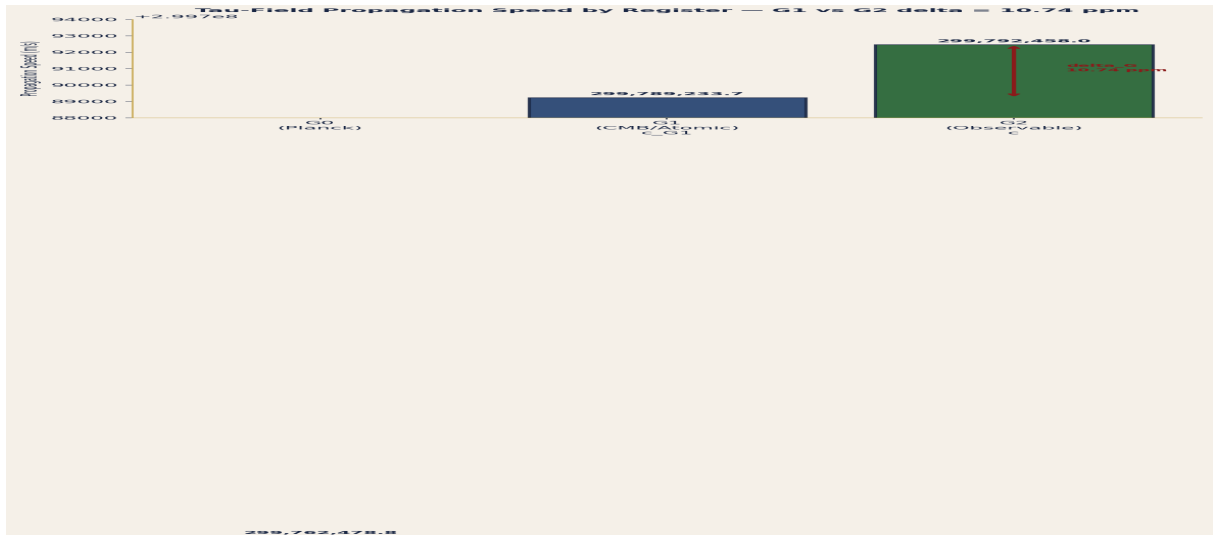 Tau-Field Propagation Speed by Register — G1 vs G2 delta = 10.74 ppm
+2.997e8
94000
93000
92000
91000
90000
89000
88000
Propagation Speed (m/s)
299,792,458.0
delta_G
10.74 ppm
299,789,233.7
G0
(Planck)
G1
(CMB/Atomic)
c_G1
G2
(Observable)
c
299,762,478.8